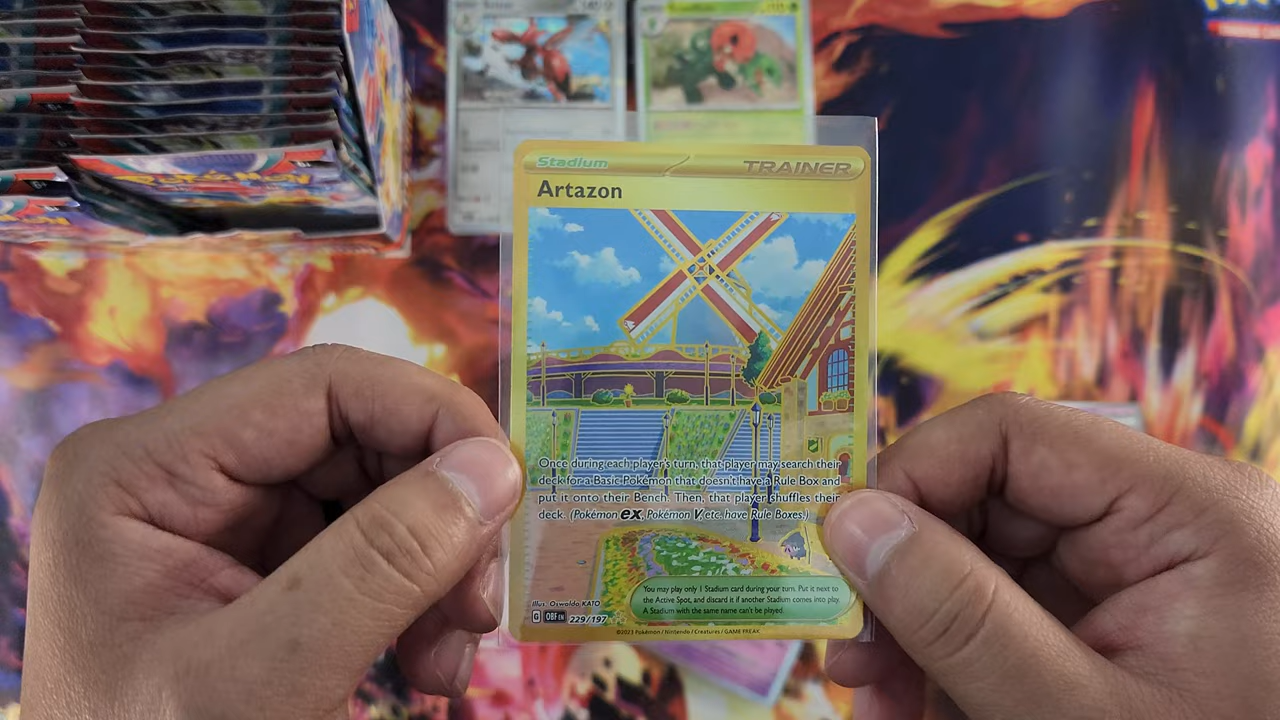 Stadium
TRAINER
Artazon
Once during each player's turn, that player may search their
deck for a Basic Pokémon that doesn't have a Rule Box and
put it onto their Bench. Then, that player shuffles their
deck. (Pokémon ex, Pokémon V, etc. have Rule Boxes.)
You may play only 1 Stadium card during your turn. Put it next to
the Active Spot, and discard it if another Stadium comes into play.
A Stadium with the same name can't be played.
Illus. Oswaldo KATO
G OBF EN 229/197
©2023 Pokémon / Nintendo / Creatures / GAME FREAK